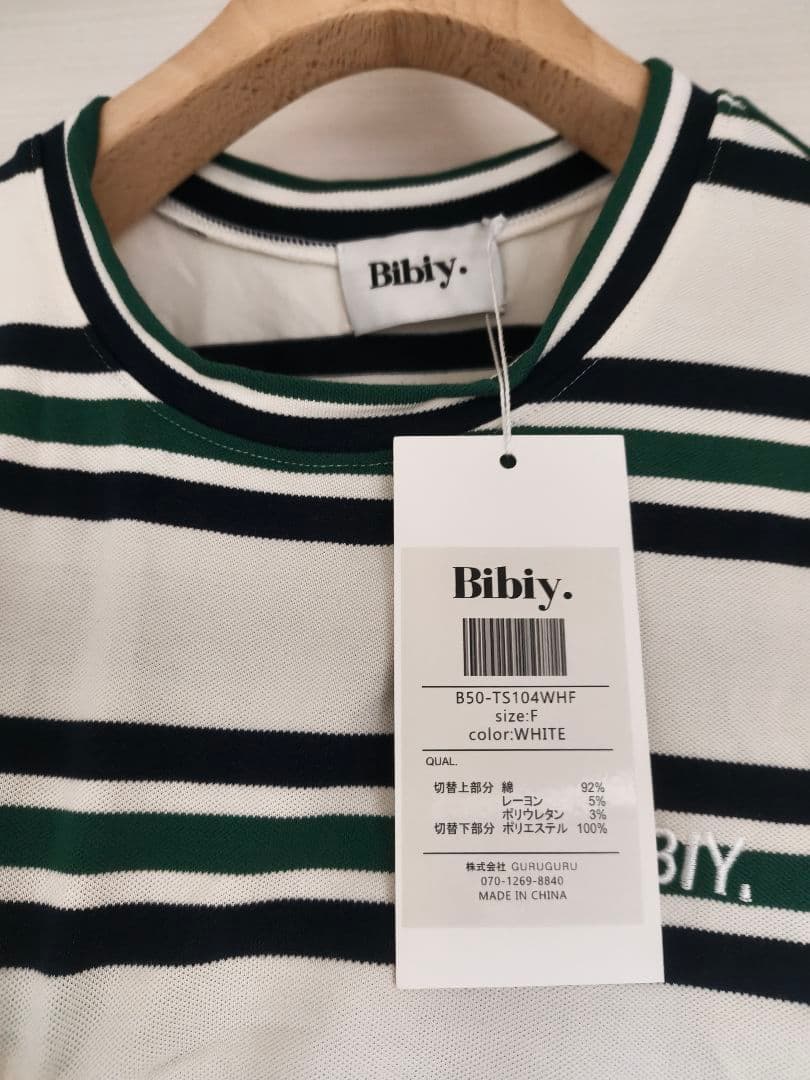 Bibiy.
Bibiy.
B50-TS104WHF
size:F
color:WHITE
QUAL.
切替上部分 綿 92%
レーヨン 5%
ポリウレタン 3%
切替下部分 ポリエステル 100%
株式会社 GURUGURU
070-1269-8840
MADE IN CHINA
BIY.